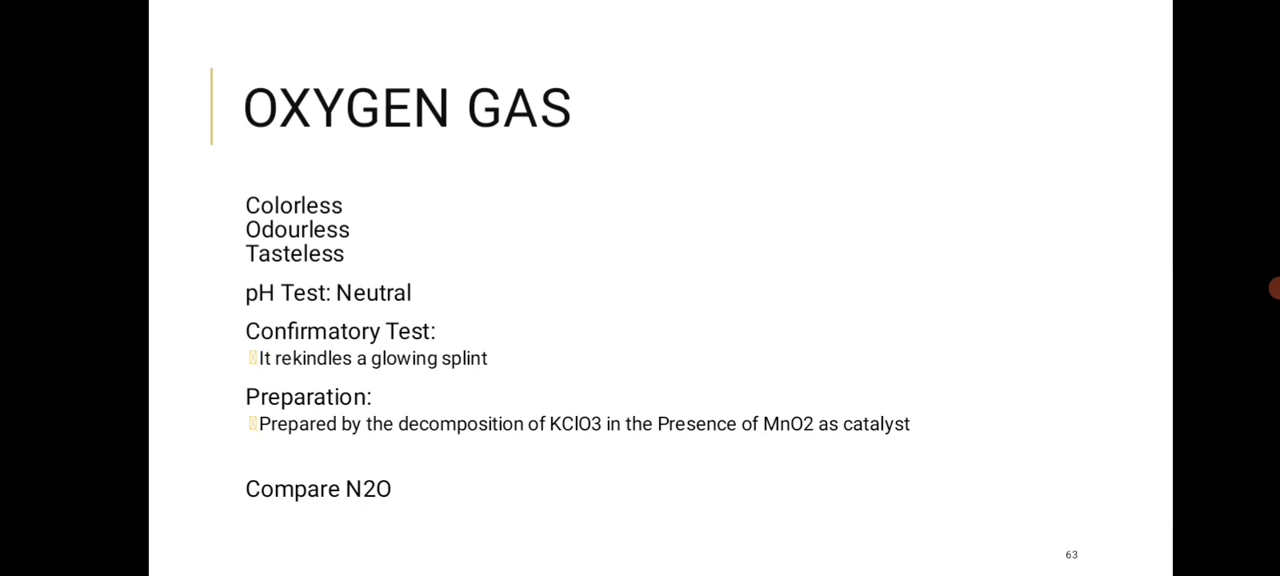 OXYGEN GAS
Colorless
Odourless
Tasteless
pH Test: Neutral
Confirmatory Test:
It rekindles a glowing splint
Preparation:
Prepared by the decomposition of KClO3 in the Presence of MnO2 as catalyst
Compare N2O
63